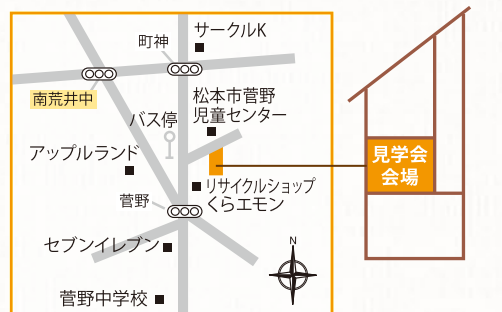 サークルK
町神
南荒井中
松本市菅野
児童センター
バス停
アップルランド
見学会
会場
リサイクルショップ
くらエモン
菅野
セブンイレブン
N
菅野中学校